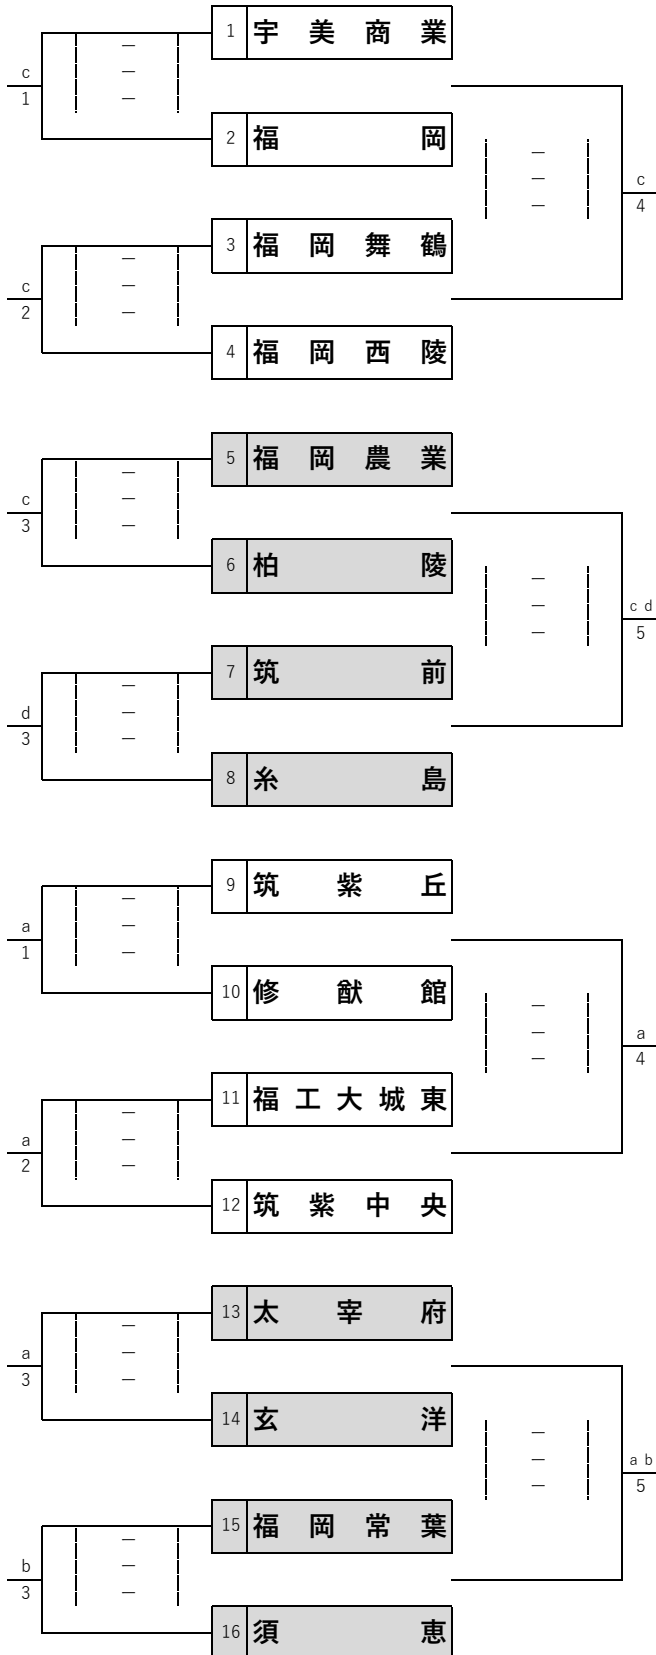 1 宇美商業
c
1
2 福岡
c
4
3 福岡舞鶴
c
2
4 福岡西陵
5 福岡農業
c
3
6 柏陵
c d
5
7 筑前
d
3
8 糸島
9 筑紫丘
a
1
10 修猷館
a
4
11 福工大城東
a
2
12 筑紫中央
13 太宰府
a
3
14 玄洋
a b
5
15 福岡常葉
b
3
16 須恵